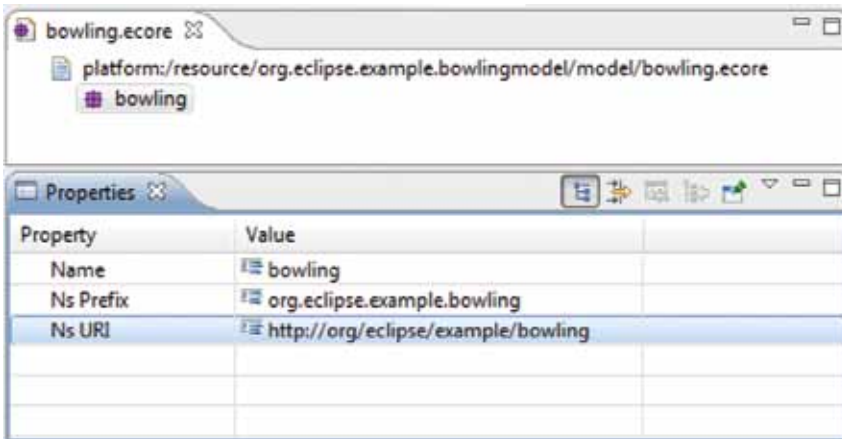 bowling.ecore
platform:/resource/org.eclipse.example.bowlingmodel/model/bowling.ecore
bowling
Properties
Property Value
Name bowling
Ns Prefix org.eclipse.example.bowling
Ns URI http://org/eclipse/example/bowling